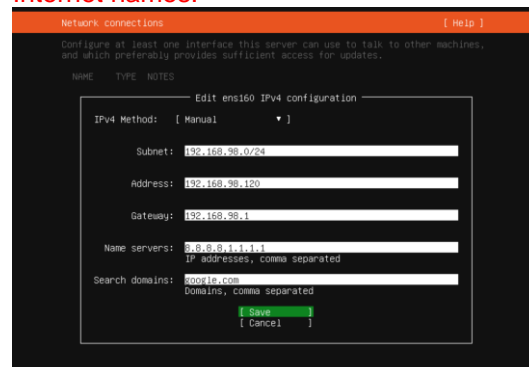 Internet names.
Network connections [ Help ]
Configure at least one interface this server can use to talk to other machines,
and which preferably provides sufficient access for updates.
NAME TYPE NOTES
Edit ens160 IPv4 configuration
IPv4 Method: [ Manual ▾ ]
Subnet: 192.168.98.0/24
Address: 192.168.98.120
Gateway: 192.168.98.1
Name servers: 8.8.8.8,1.1.1.1
IP addresses, comma separated
Search domains: google.com
Domains, comma separated
[ Save ]
[ Cancel ]